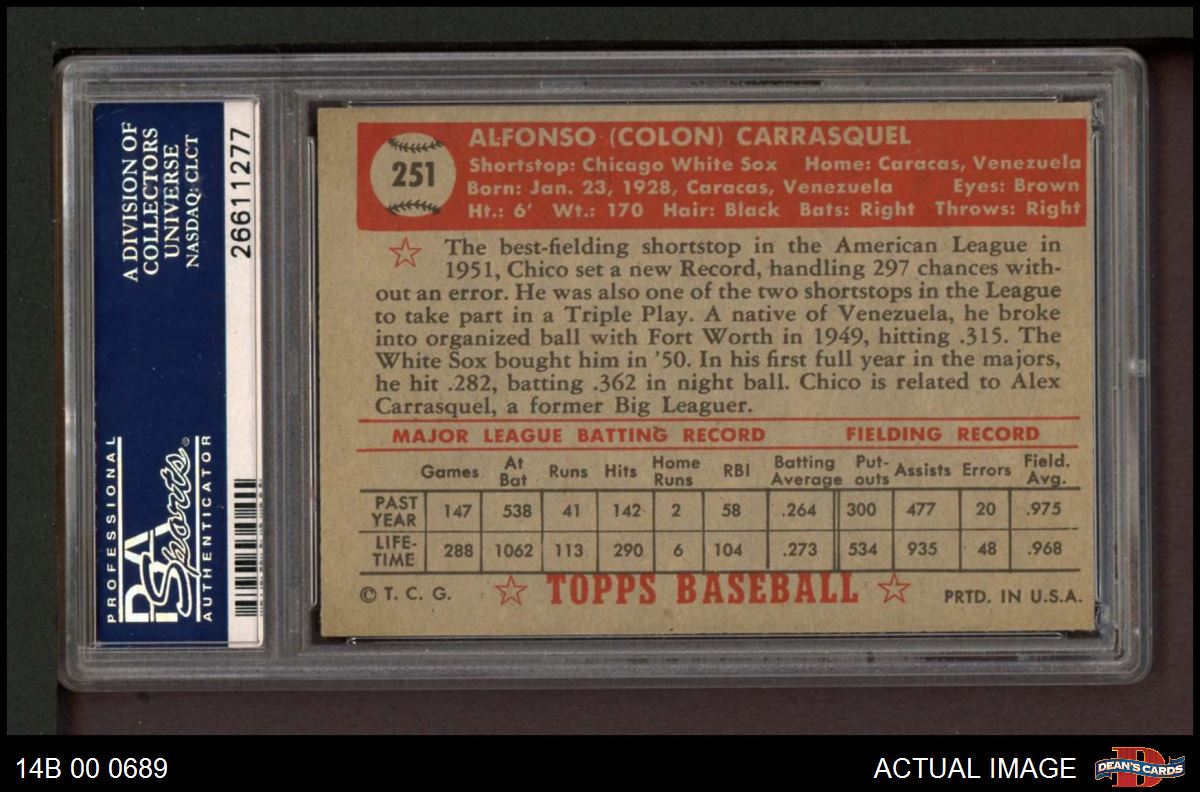 A DIVISION OF
COLLECTORS
UNIVERSE
NASDAQ: CLCT
26611277
PROFESSIONAL
PSA
Sports
AUTHENTICATOR
251
ALFONSO (COLON) CARRASQUEL
Shortstop: Chicago White Sox Home: Caracas, Venezuela
Born: Jan. 23, 1928, Caracas, Venezuela Eyes: Brown
Ht.: 6' Wt.: 170 Hair: Black Bats: Right Throws: Right
The best-fielding shortstop in the American League in
1951, Chico set a new Record, handling 297 chances with-
out an error. He was also one of the two shortstops in the League
to take part in a Triple Play. A native of Venezuela, he broke
into organized ball with Fort Worth in 1949, hitting .315. The
White Sox bought him in '50. In his first full year in the majors,
he hit .282, batting .362 in night ball. Chico is related to Alex
Carrasquel, a former Big Leaguer.
MAJOR LEAGUE BATTING RECORD FIELDING RECORD
Games At Bat Runs Hits Home Runs RBI Batting Average Put-outs Assists Errors Field. Avg.
PAST YEAR 147 538 41 142 2 58 .264 300 477 20 .975
LIFE-TIME 288 1062 113 290 6 104 .273 534 935 48 .968
© T. C. G. TOPPS BASEBALL PRTD. IN U.S.A.
14B 00 0689 ACTUAL IMAGE DEAN'S CARDS